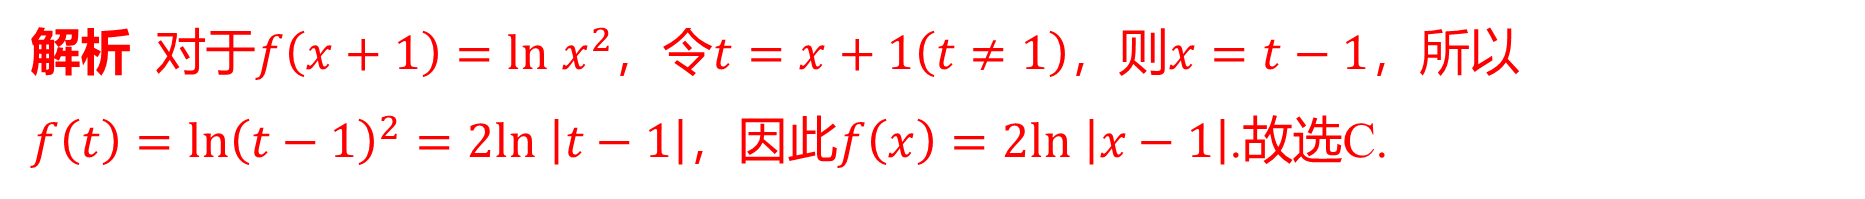 解析 对于f(x + 1) = ln x²，令t = x + 1(t ≠ 1)，则x = t − 1，所以
f(t) = ln(t − 1)² = 2ln |t − 1|，因此f(x) = 2ln |x − 1|.故选C.